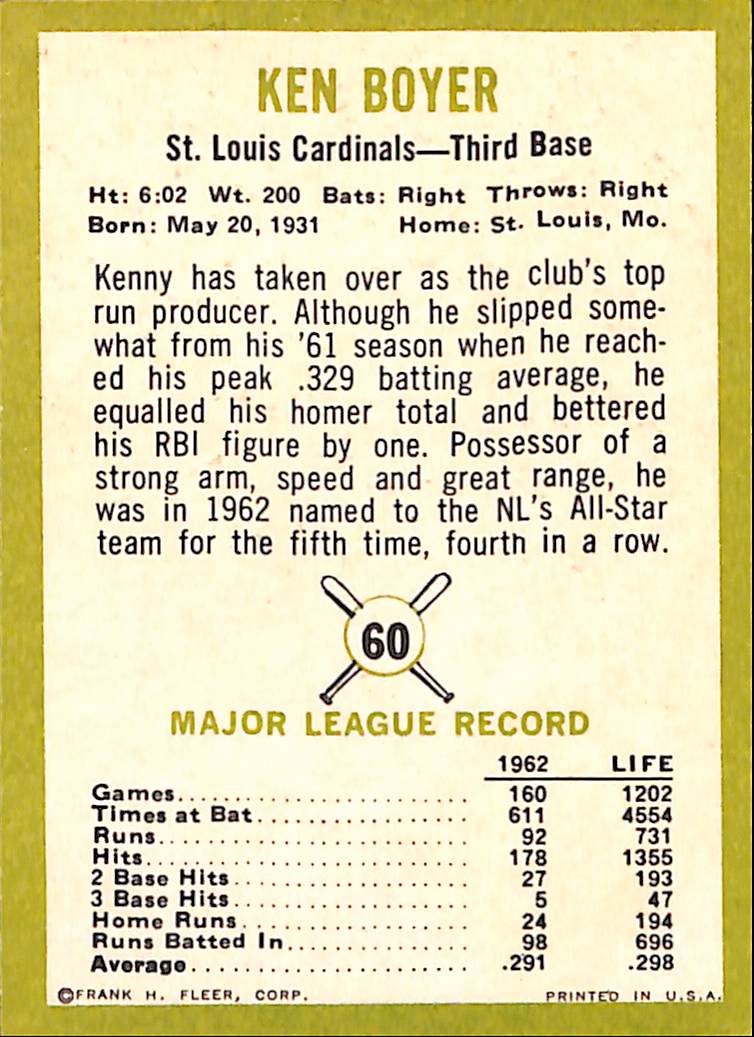 KEN BOYER
St. Louis Cardinals—Third Base
Ht: 6:02 Wt. 200 Bats: Right Throws: Right
Born: May 20, 1931 Home: St. Louis, Mo.
Kenny has taken over as the club's top
run producer. Although he slipped some-
what from his '61 season when he reach-
ed his peak .329 batting average, he
equalled his homer total and bettered
his RBI figure by one. Possessor of a
strong arm, speed and great range, he
was in 1962 named to the NL's All-Star
team for the fifth time, fourth in a row.
60
MAJOR LEAGUE RECORD
1962 LIFE
Games........................ 160 1202
Times at Bat................. 611 4554
Runs......................... 92 731
Hits......................... 178 1355
2 Base Hits.................. 27 193
3 Base Hits.................. 5 47
Home Runs.................... 24 194
Runs Batted In............... 98 696
Average...................... .291 .298
©FRANK H. FLEER, CORP. PRINTED IN U.S.A.